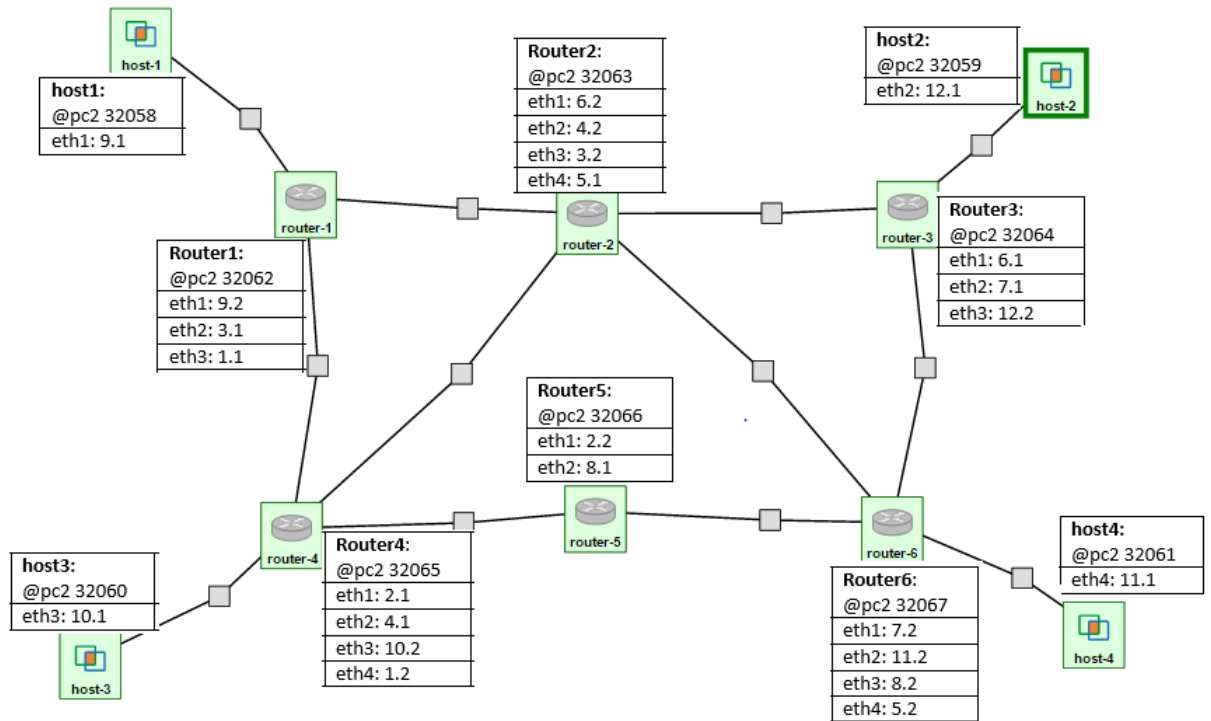 host-1
host1:
@pc2 32058
eth1: 9.1
Router2:
@pc2 32063
eth1: 6.2
eth2: 4.2
eth3: 3.2
eth4: 5.1
router-2
host2:
@pc2 32059
eth2: 12.1
host-2
router-1
Router1:
@pc2 32062
eth1: 9.2
eth2: 3.1
eth3: 1.1
router-3
Router3:
@pc2 32064
eth1: 6.1
eth2: 7.1
eth3: 12.2
Router5:
@pc2 32066
eth1: 2.2
eth2: 8.1
router-5
router-4
Router4:
@pc2 32065
eth1: 2.1
eth2: 4.1
eth3: 10.2
eth4: 1.2
host3:
@pc2 32060
eth3: 10.1
host-3
router-6
Router6:
@pc2 32067
eth1: 7.2
eth2: 11.2
eth3: 8.2
eth4: 5.2
host4:
@pc2 32061
eth4: 11.1
host-4